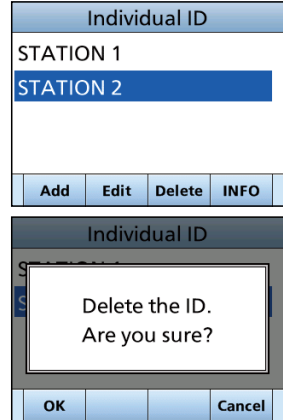 Individual ID
STATION 1
STATION 2
Add Edit Delete INFO
Individual ID
Delete the ID.
Are you sure?
OK Cancel